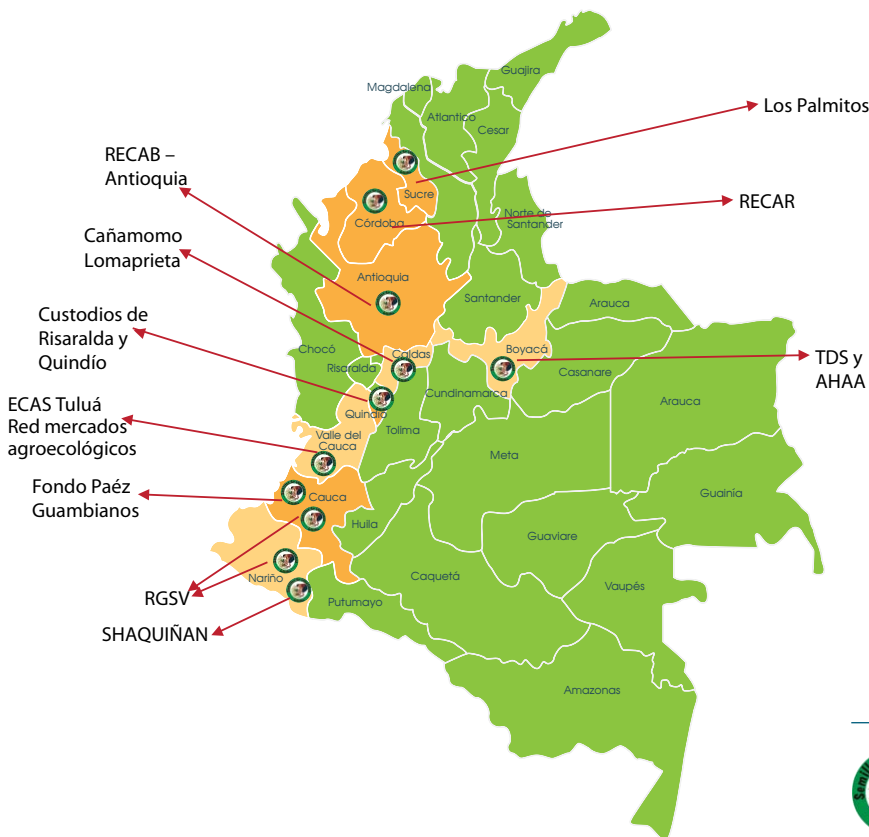 Guajira
Magdalena
Atlantico
Cesar
Los Palmitos
RECAB –
Antioquia
Sucre
RECAR
Córdoba
Norte de
Santander
Cañamomo
Lomaprieta
Antioquia
Santander
Arauca
Custodios de
Risaralda y
Quindío
Chocó
Caldas
Boyacá
TDS y
AHAA
Risaralda
Casanare
Cundinamarca
Arauca
ECAS Tuluá
Red mercados
agroecológicos
Quindio
Tolima
Valle del
Cauca
Meta
Fondo Paéz
Guambianos
Cauca
Guainía
Huila
Guaviare
Nariño
Caquetá
Vaupés
RGSV
Putumayo
SHAQUIÑAN
Amazonas